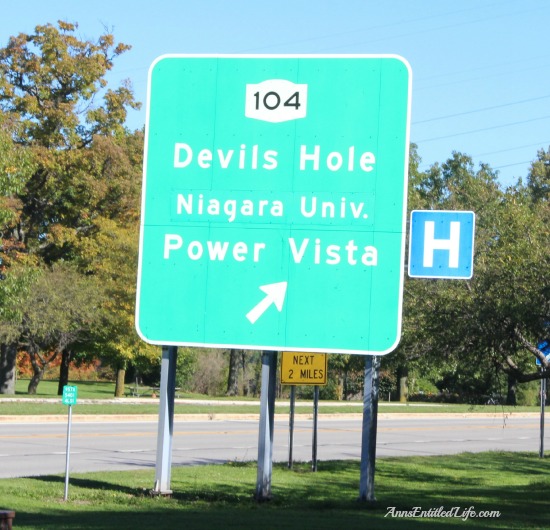 104
Devils Hole
Niagara Univ.
Power Vista
H
NEXT
2 MILES
AnnsEntitledLife.com